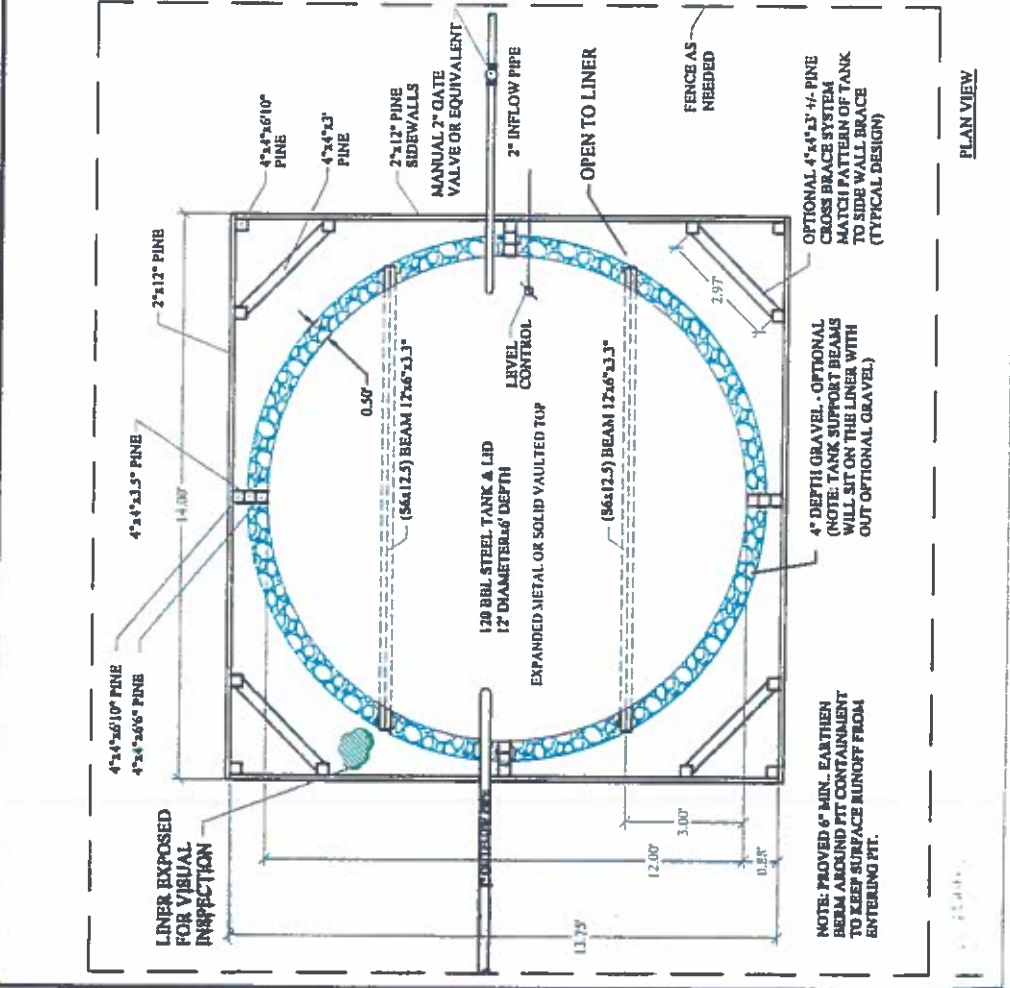 4"x4"x6'10"
PINE
4"x4"x3'
PINE
2"x12" PINE
SIDEWALLS
MANUAL 2" GATE
VALVE OR EQUIVALENT
2" INFLOW PIPE
OPEN TO LINER
FENCE AS
NEEDED
PLAN VIEW
2"x12" PINE
14.00'
4"x4"x3.5" PINE
4"x4"x6'10" PINE
4"x4"x6'6" PINE
0.50'
(S6x12.5) BEAM 12'x6"x3.3"
LEVEL
CONTROL
120 BBL STEEL TANK & LID
12' DIAMETERx6' DEPTH
EXPANDED METAL OR SOLID VAULTED TOP
(S6x12.5) BEAM 12'x6"x3.3"
2.97'
OPTIONAL 4"x4"x3' +/- PINE
CROSS BRACE SYSTEM
MATCH PATTERN OF TANK
TO SIDE WALL BRACE
(TYPICAL DESIGN)
4" DEPTH GRAVEL - OPTIONAL
(NOTE: TANK SUPPORT BEAMS
WILL SIT ON THE LINER WITH
OUT OPTIONAL GRAVEL)
LINER EXPOSED
FOR VISUAL
INSPECTION
3.00'
12.00'
0.88'
13.75'
NOTE: PROVED 6" MIN.. EARTHEN
BERM AROUND PIT CONTAINMENT
TO KEEP SURFACE RUNOFF FROM
ENTERING PIT.